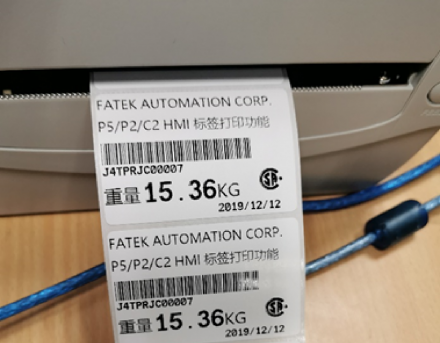 FATEK AUTOMATION CORP.
P5/P2/C2 HMI 标签打印功能
J4TPRJC00007
重量 15.36KG
2019/12/12
FATEK AUTOMATION CORP.
P5/P2/C2 HMI 标签打印功能
J4TPRJC00007
重量 15.36KG
2019/12/12